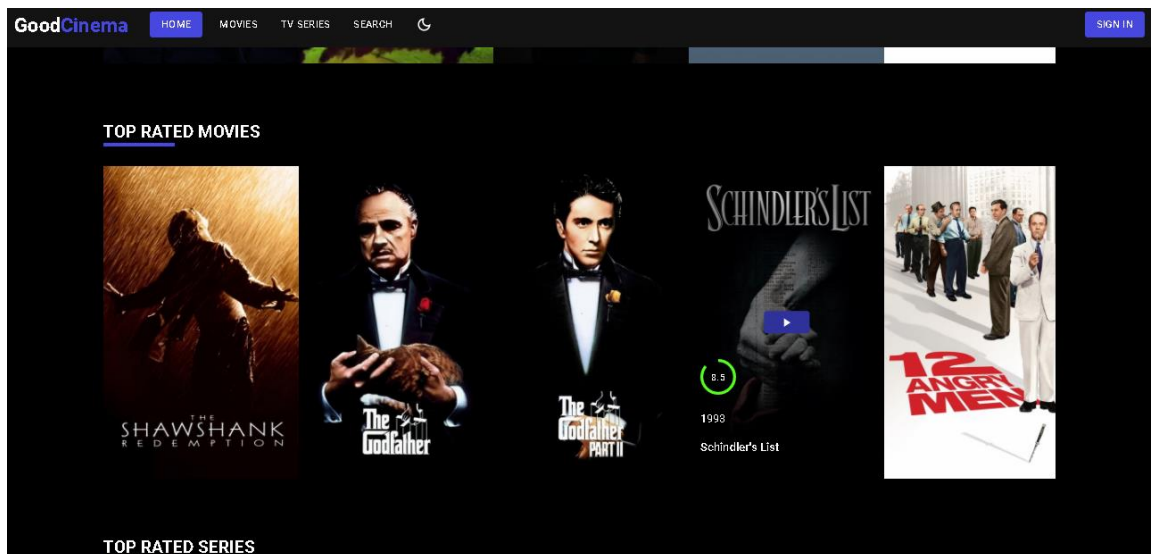 GoodCinema HOME MOVIES TV SERIES SEARCH SIGN IN
TOP RATED MOVIES
THE
SHAWSHANK
REDEMPTION
The
Godfather
The
Godfather
PART II
SCHINDLER'S LIST
8.5
1993
Schindler's List
12
ANGRY
MEN
TOP RATED SERIES